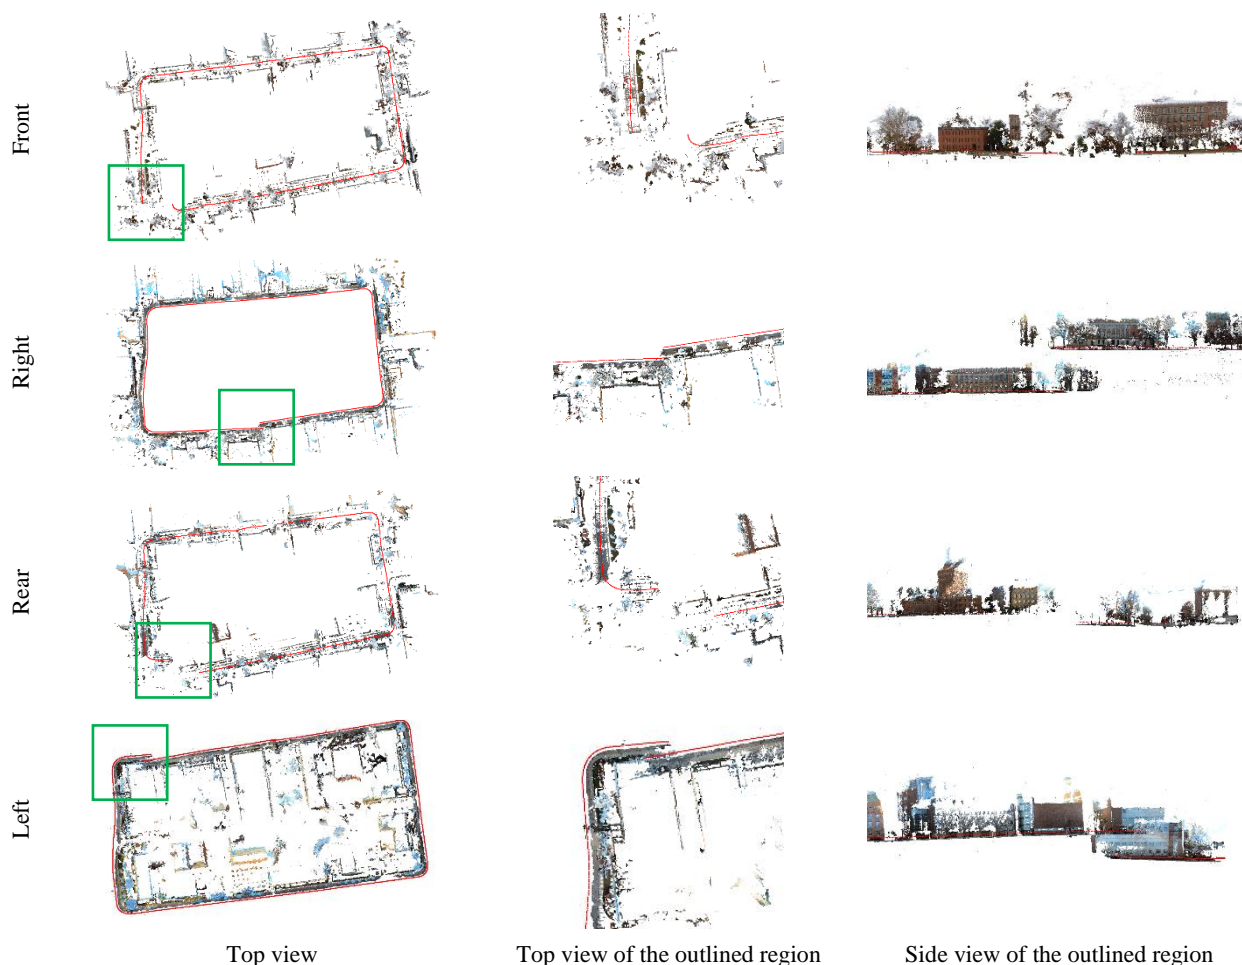 Front
Right
Rear
Left
Top view
Top view of the outlined region
Side view of the outlined region